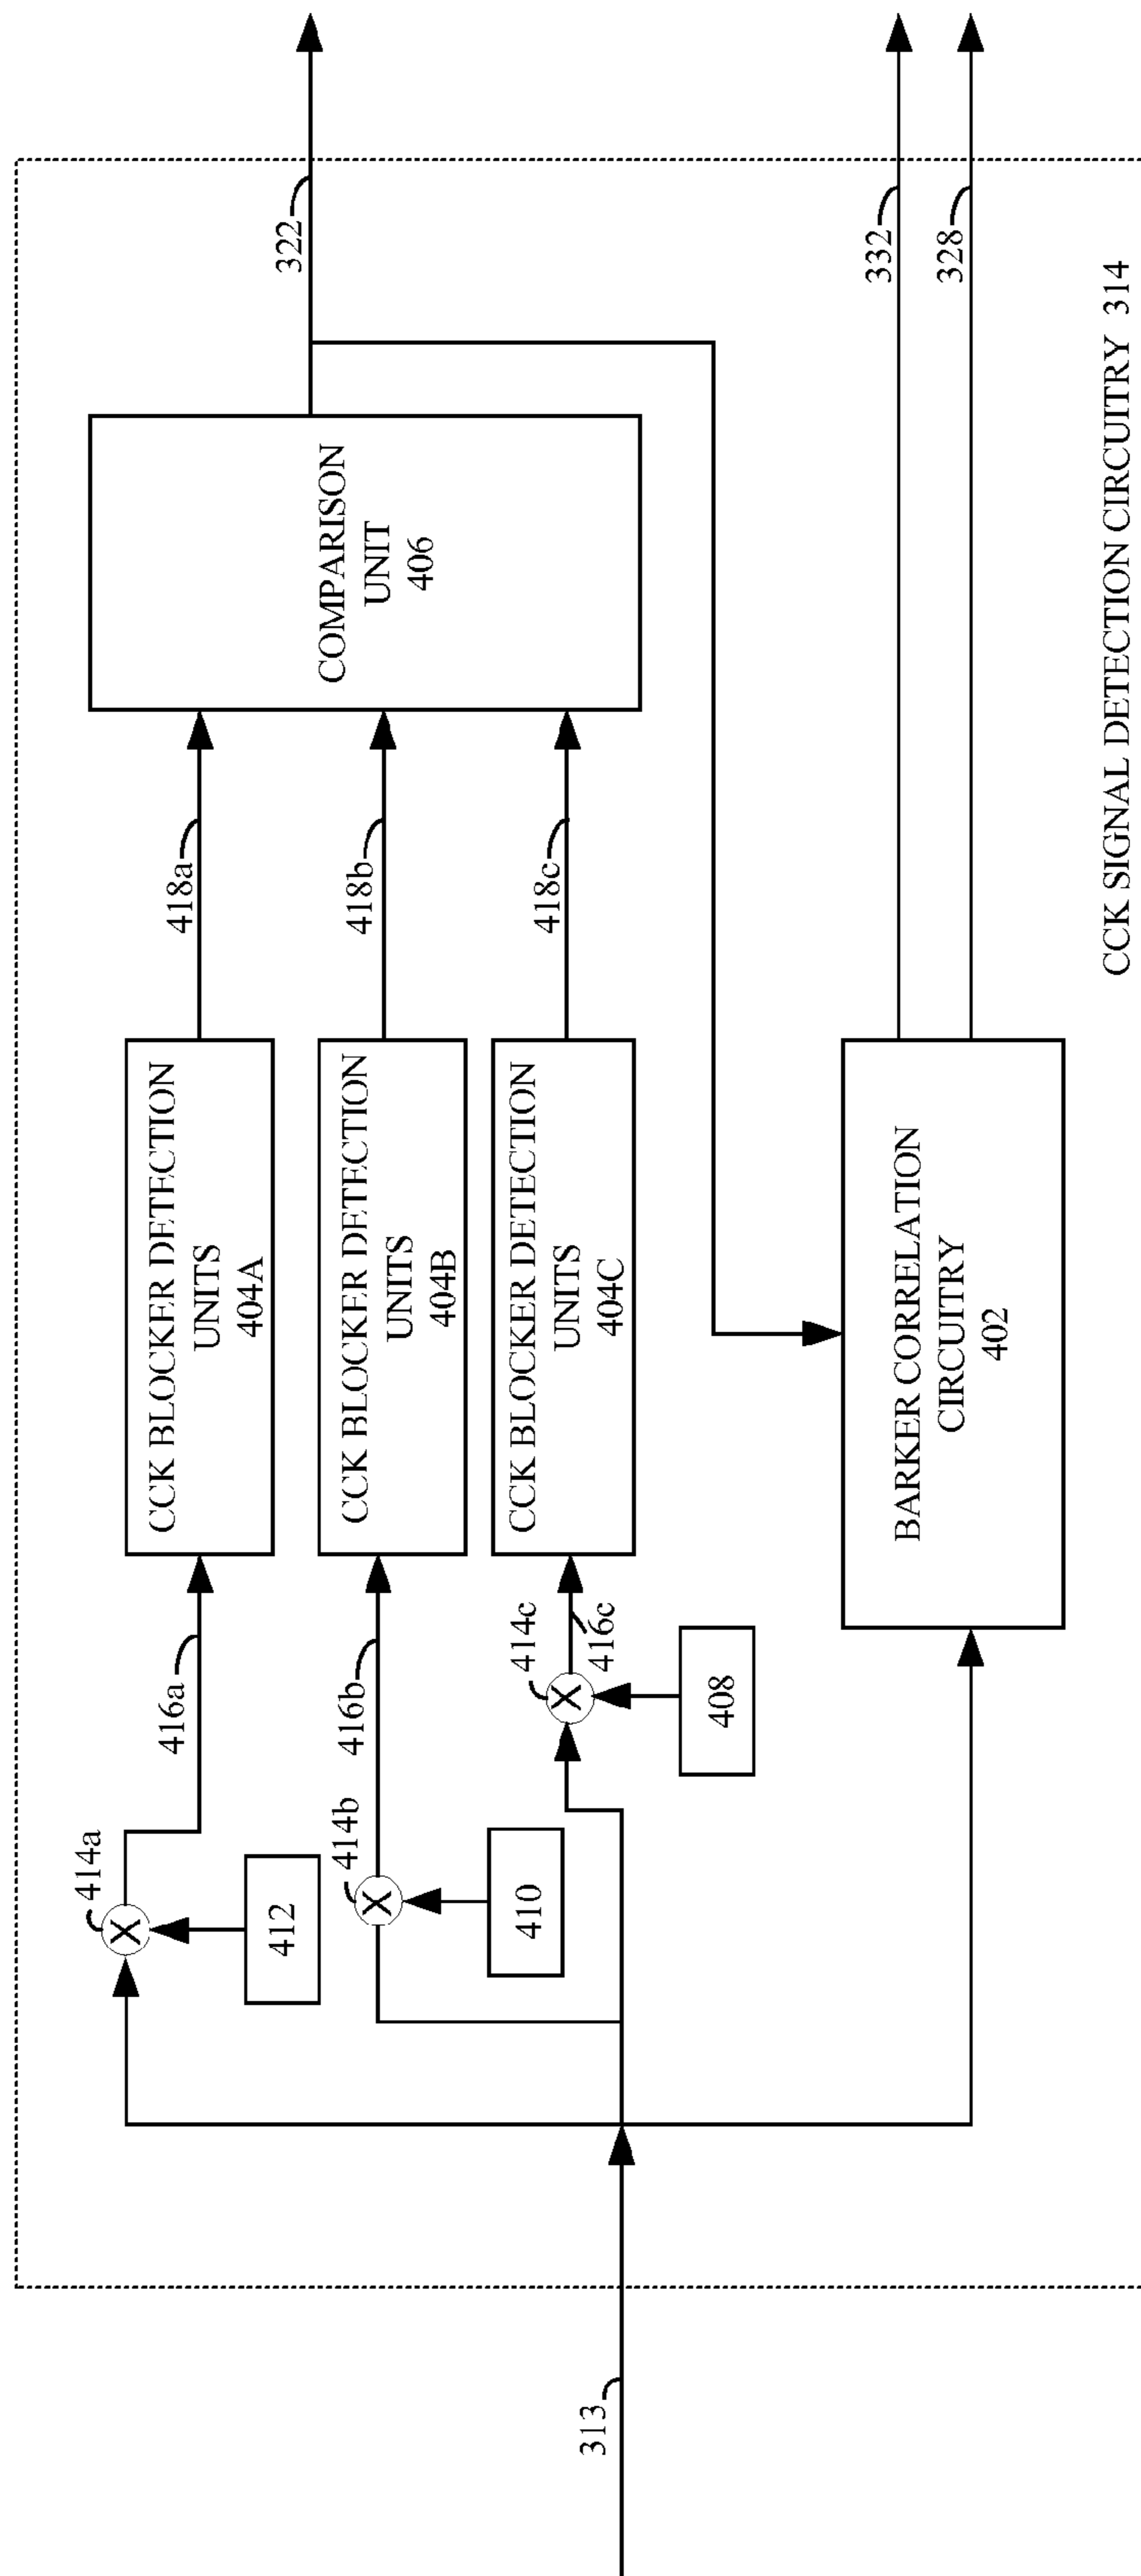 313
414a
412
416a
CCK BLOCKER DETECTION
UNITS
404A
418a
414b
410
416b
CCK BLOCKER DETECTION
UNITS
404B
418b
414c
408
416c
CCK BLOCKER DETECTION
UNITS
404C
418c
COMPARISON
UNIT
406
322
BARKER CORRELATION
CIRCUITRY
402
332
328
CCK SIGNAL DETECTION CIRCUITRY 314
X
X
X